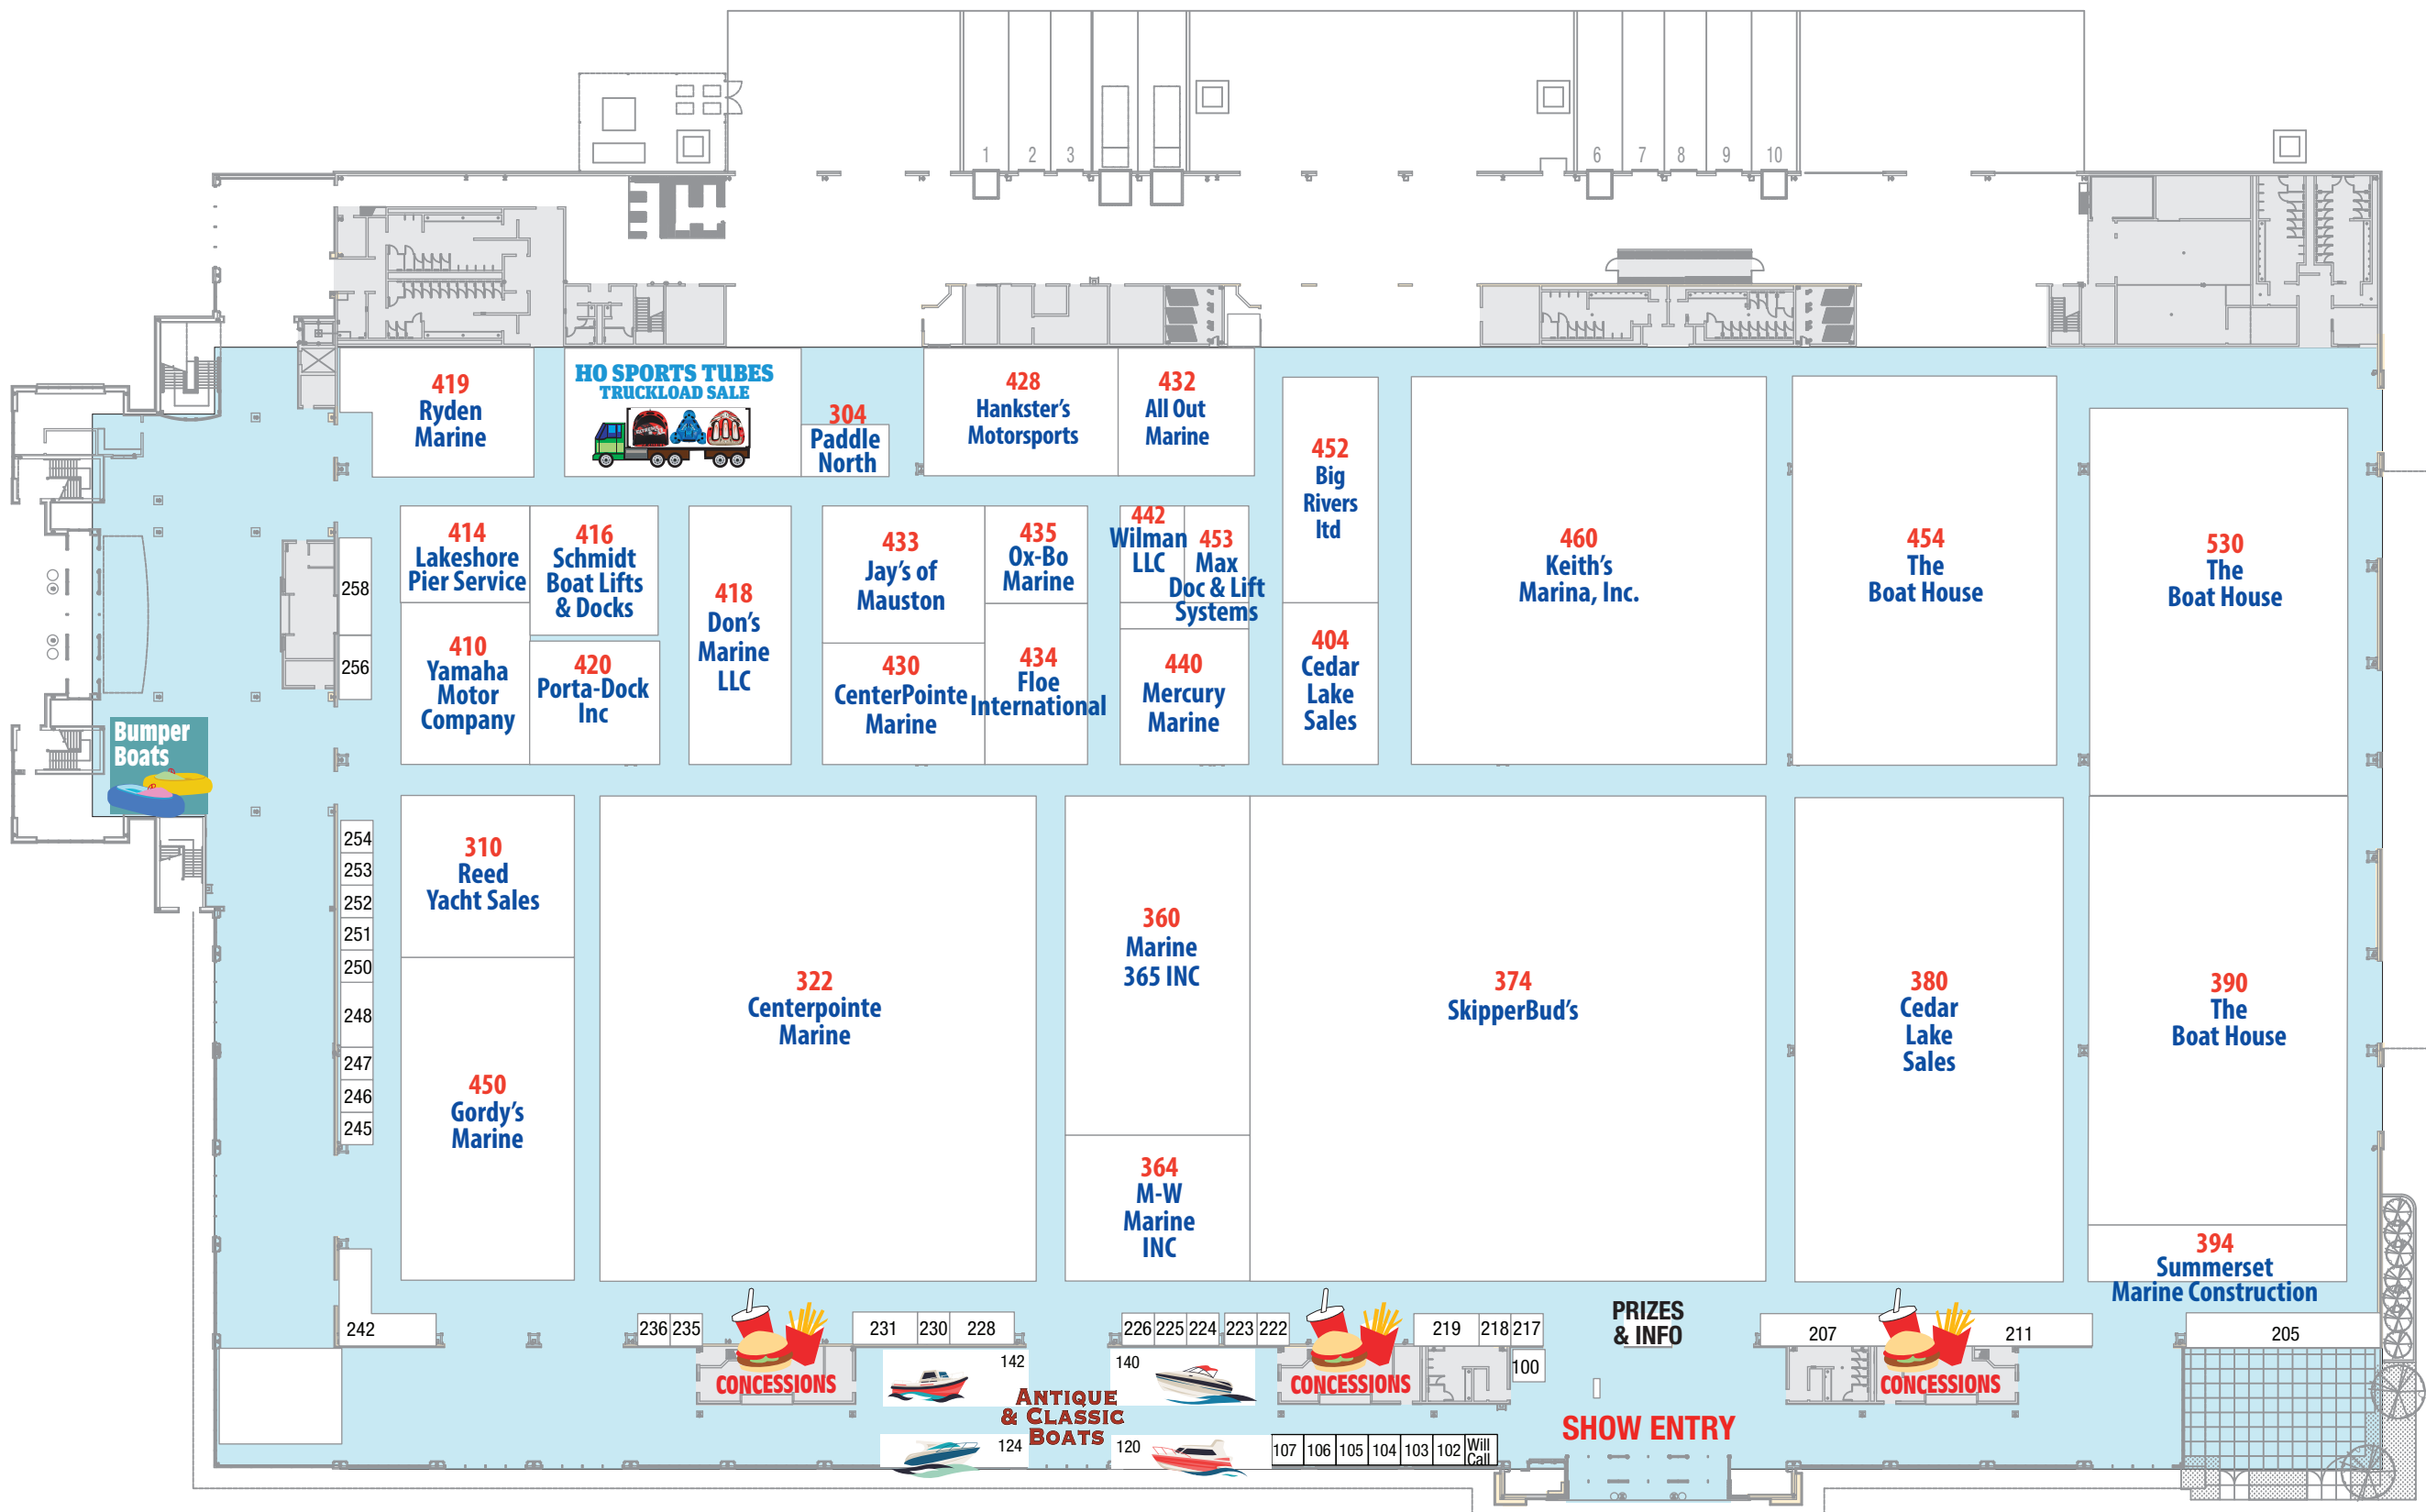 1
2
3
6
7
8
9
10
419
Ryden
Marine
HO SPORTS TUBES
TRUCKLOAD SALE
304
Paddle
North
428
Hankster's
Motorsports
432
All Out
Marine
452
Big
Rivers
ltd
460
Keith's
Marina, Inc.
454
The
Boat House
530
The
Boat House
414
Lakeshore
Pier Service
416
Schmidt
Boat Lifts
& Docks
418
Don's
Marine
LLC
433
Jay's of
Mauston
435
Ox-Bo
Marine
442
Wilman
LLC
453
Max
Doc & Lift
Systems
258
256
410
Yamaha
Motor
Company
420
Porta-Dock
Inc
430
CenterPointe
Marine
434
Floe
International
440
Mercury
Marine
404
Cedar
Lake
Sales
Bumper
Boats
254
253
252
251
250
248
247
246
245
310
Reed
Yacht Sales
450
Gordy's
Marine
322
Centerpointe
Marine
360
Marine
365 INC
364
M-W
Marine
INC
374
SkipperBud's
380
Cedar
Lake
Sales
390
The
Boat House
394
Summerset
Marine Construction
242
236
235
231
230
228
226
225
224
223
222
219
218
217
PRIZES
& INFO
207
211
205
100
CONCESSIONS
CONCESSIONS
CONCESSIONS
142
140
ANTIQUE
& CLASSIC
BOATS
124
120
107
106
105
104
103
102
Will
Call
SHOW ENTRY